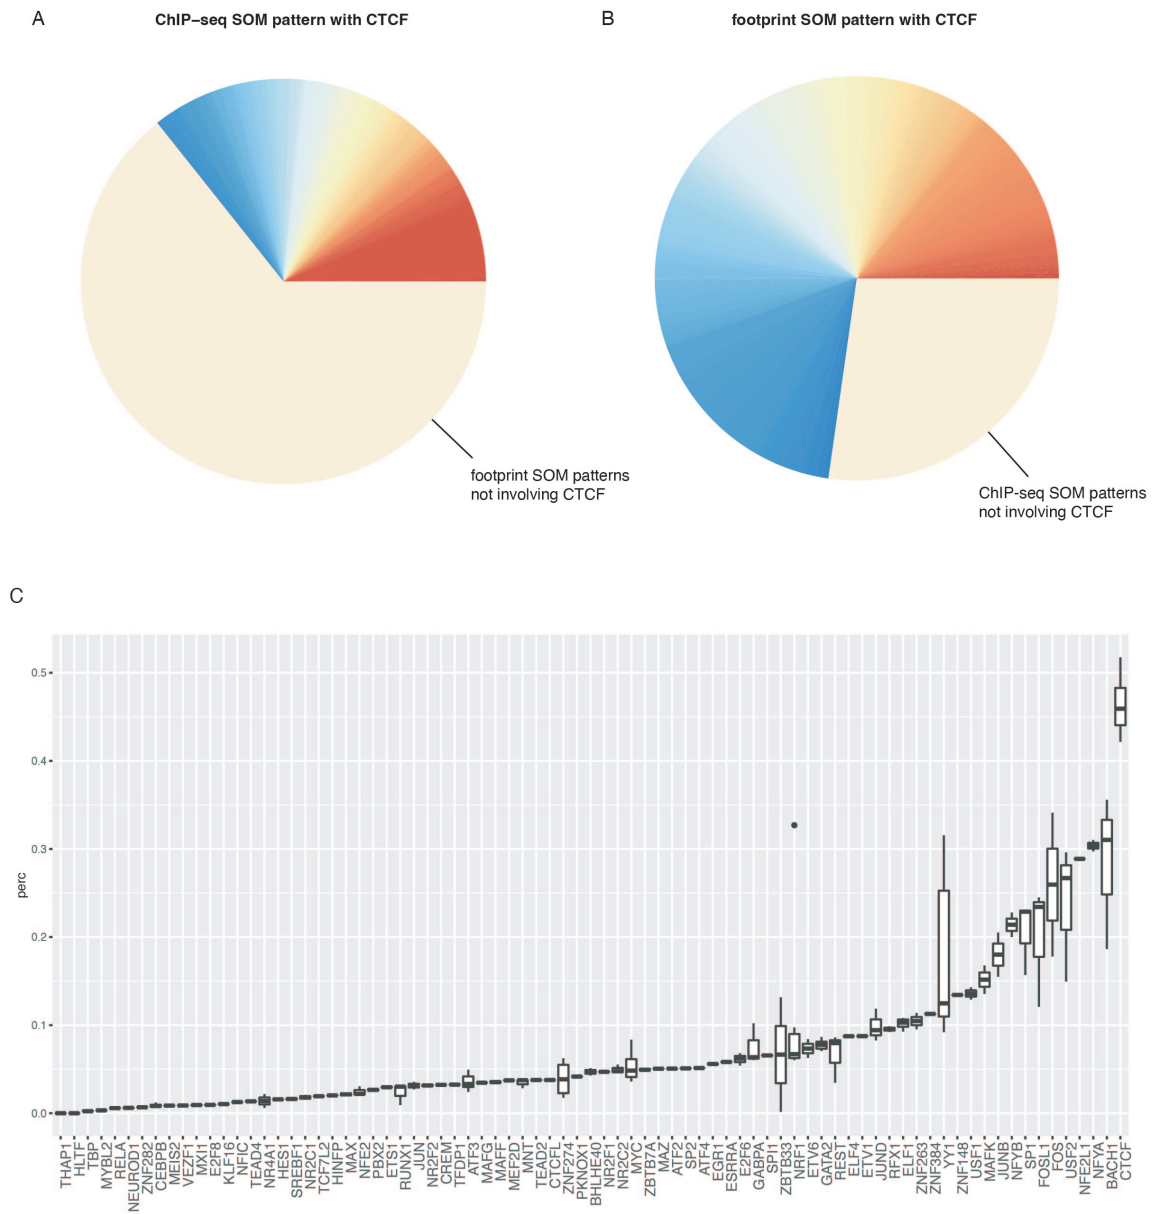 A
ChIP–seq SOM pattern with CTCF
B
footprint SOM pattern with CTCF
footprint SOM patterns
not involving CTCF
ChIP-seq SOM patterns
not involving CTCF
C
perc
0.5
0.4
0.3
0.2
0.1
0.0
THAP1
HLTF
TBP
MYBL2
RELA
NEUROD1
ZNF282
CEBPB
MEIS2
VEZF1
MXI1
E2F8
KLF16
NFIC
TEAD4
NR4A1
HES1
SREBF1
NR2C1
TCF7L2
HINFP
MAX
NFE2
PBX2
ETS1
RUNX1
JUN
NR2F2
CREM
TFDP1
ATF3
MAFG
MAFF
MEF2D
MNT
TEAD2
CTCFL
ZNF274
PKNOX1
BHLHE40
NR2F1
NR2C2
MYC
ZBTB7A
MAZ
ATF2
SP2
ATF4
EGR1
ESRRA
E2F6
GABPA
SPI1
ZBTB33
NRF1
ETV6
GATA2
REST
ELF4
ETV1
JUND
RFX1
ELF1
ZNF263
ZNF384
YY1
ZNF148
USF1
MAFK
JUNB
NFYB
SP1
FOSL1
FOS
USF2
NFE2L1
NFYA
BACH1
CTCF